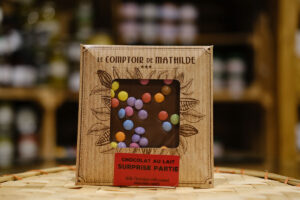 LE COMPTOIR DE MATHILDE
CHOCOLAT AU LAIT
SURPRISE PARTIE